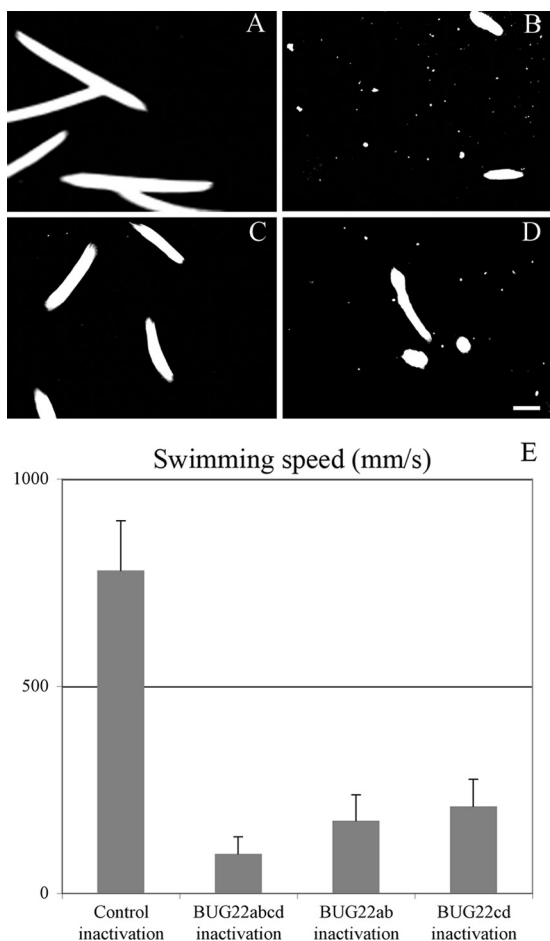 A B
C D
Swimming speed (mm/s) E
1000
500
0
Control BUG22abcd BUG22ab BUG22cd
inactivation inactivation inactivation inactivation